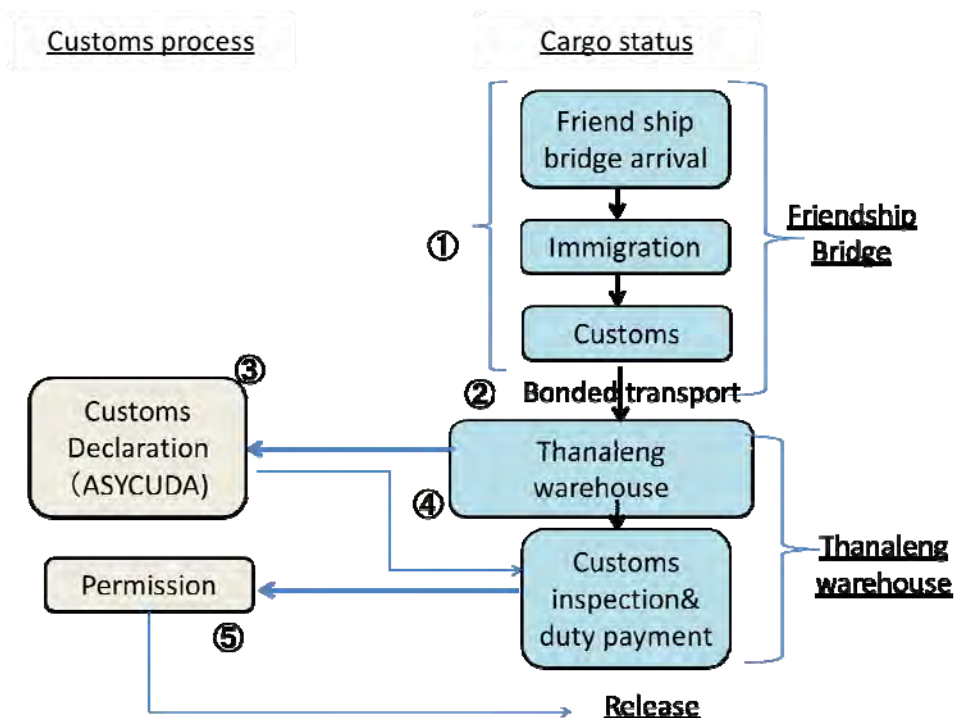 Customs process
Cargo status
Friend ship
bridge arrival
Immigration
Customs
①
Friendship
Bridge
② Bonded transport
③
Customs
Declaration
(ASYCUDA)
Thanaleng
warehouse
④
Customs
inspection&
duty payment
Thanaleng
warehouse
Permission
⑤
Release